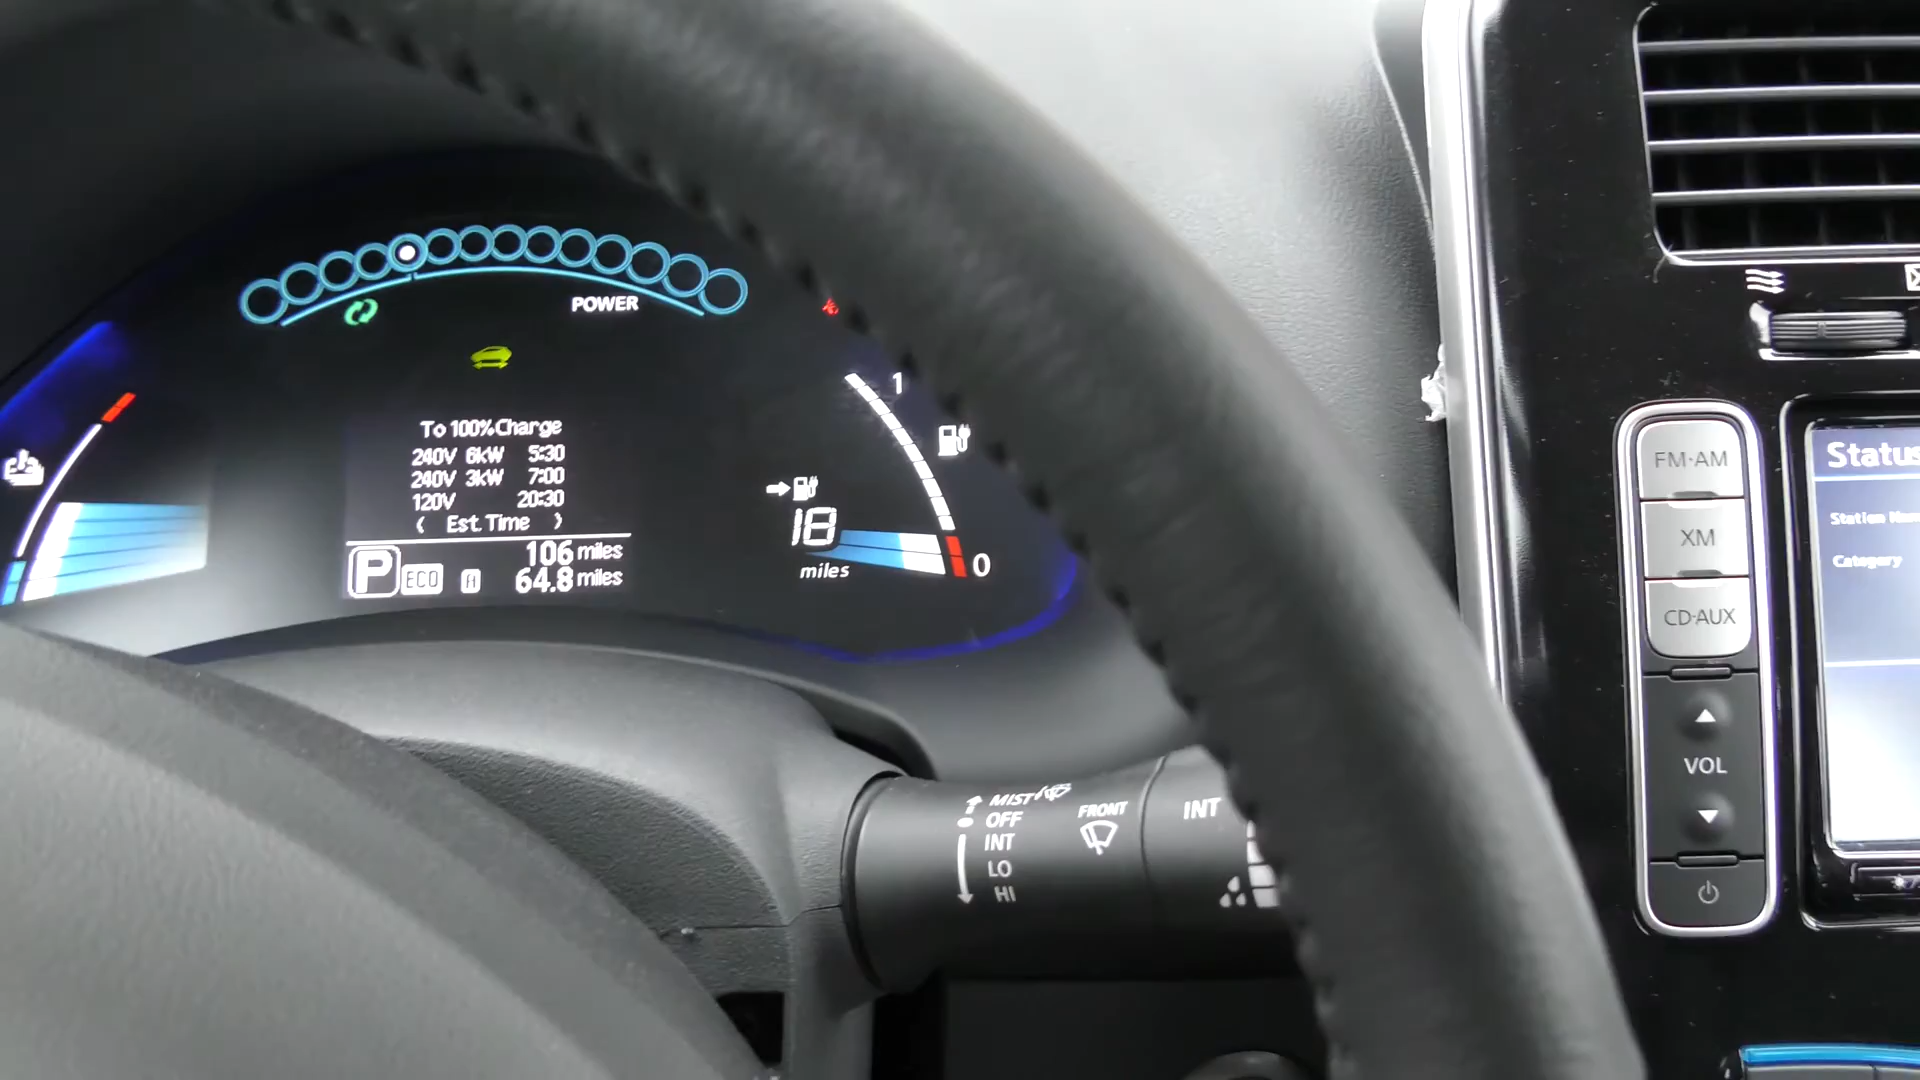 POWER
1
To 100%Charge
240V 6kW 5:30
240V 3kW 7:00
120V 20:30
( Est. Time )
18
miles
0
P ECO A 106 miles
64.8 miles
FM·AM
XM
CD·AUX
VOL
Status
Category
MIST
OFF
INT
LO
HI
FRONT
INT